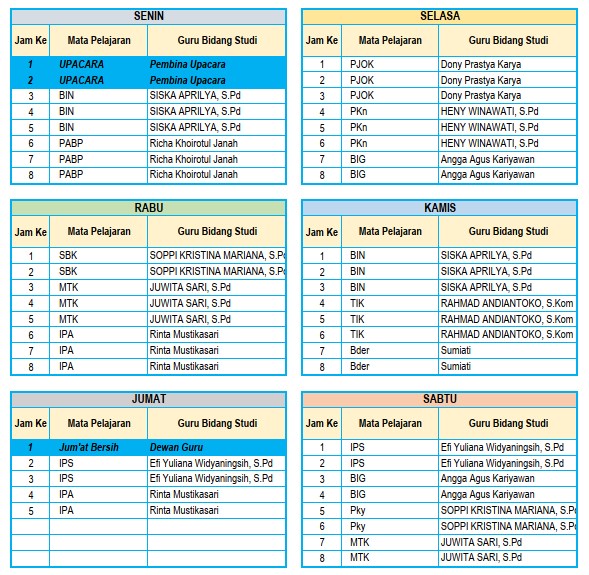 SENIN
Jam Ke Mata Pelajaran Guru Bidang Studi
1 UPACARA Pembina Upacara
2 UPACARA Pembina Upacara
3 BIN SISKA APRILYA, S.Pd
4 BIN SISKA APRILYA, S.Pd
5 BIN SISKA APRILYA, S.Pd
6 PABP Richa Khoirotul Janah
7 PABP Richa Khoirotul Janah
8 PABP Richa Khoirotul Janah
SELASA
Jam Ke Mata Pelajaran Guru Bidang Studi
1 PJOK Dony Prastya Karya
2 PJOK Dony Prastya Karya
3 PJOK Dony Prastya Karya
4 PKn HENY WINAWATI, S.Pd
5 PKn HENY WINAWATI, S.Pd
6 PKn HENY WINAWATI, S.Pd
7 BIG Angga Agus Kariyawan
8 BIG Angga Agus Kariyawan
RABU
Jam Ke Mata Pelajaran Guru Bidang Studi
1 SBK SOPPI KRISTINA MARIANA, S.Pd
2 SBK SOPPI KRISTINA MARIANA, S.Pd
3 MTK JUWITA SARI, S.Pd
4 MTK JUWITA SARI, S.Pd
5 MTK JUWITA SARI, S.Pd
6 IPA Rinta Mustikasari
7 IPA Rinta Mustikasari
8 IPA Rinta Mustikasari
KAMIS
Jam Ke Mata Pelajaran Guru Bidang Studi
1 BIN SISKA APRILYA, S.Pd
2 BIN SISKA APRILYA, S.Pd
3 BIN SISKA APRILYA, S.Pd
4 TIK RAHMAD ANDIANTOKO, S.Kom
5 TIK RAHMAD ANDIANTOKO, S.Kom
6 TIK RAHMAD ANDIANTOKO, S.Kom
7 Bder Sumiati
8 Bder Sumiati
JUMAT
Jam Ke Mata Pelajaran Guru Bidang Studi
1 Jum'at Bersih Dewan Guru
2 IPS Efi Yuliana Widyaningsih, S.Pd
3 IPS Efi Yuliana Widyaningsih, S.Pd
4 IPA Rinta Mustikasari
5 IPA Rinta Mustikasari
SABTU
Jam Ke Mata Pelajaran Guru Bidang Studi
1 IPS Efi Yuliana Widyaningsih, S.Pd
2 IPS Efi Yuliana Widyaningsih, S.Pd
3 BIG Angga Agus Kariyawan
4 BIG Angga Agus Kariyawan
5 Pky SOPPI KRISTINA MARIANA, S.Pd
6 Pky SOPPI KRISTINA MARIANA, S.Pd
7 MTK JUWITA SARI, S.Pd
8 MTK JUWITA SARI, S.Pd